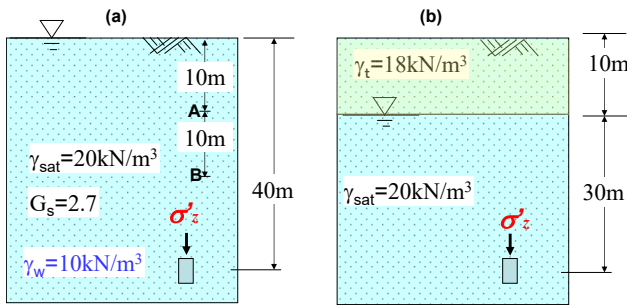 (a)
10m
A
10m
B
γsat=20kN/m³
Gs=2.7
40m
σ'z
γw=10kN/m³
(b)
γt=18kN/m³
10m
γsat=20kN/m³
30m
σ'z